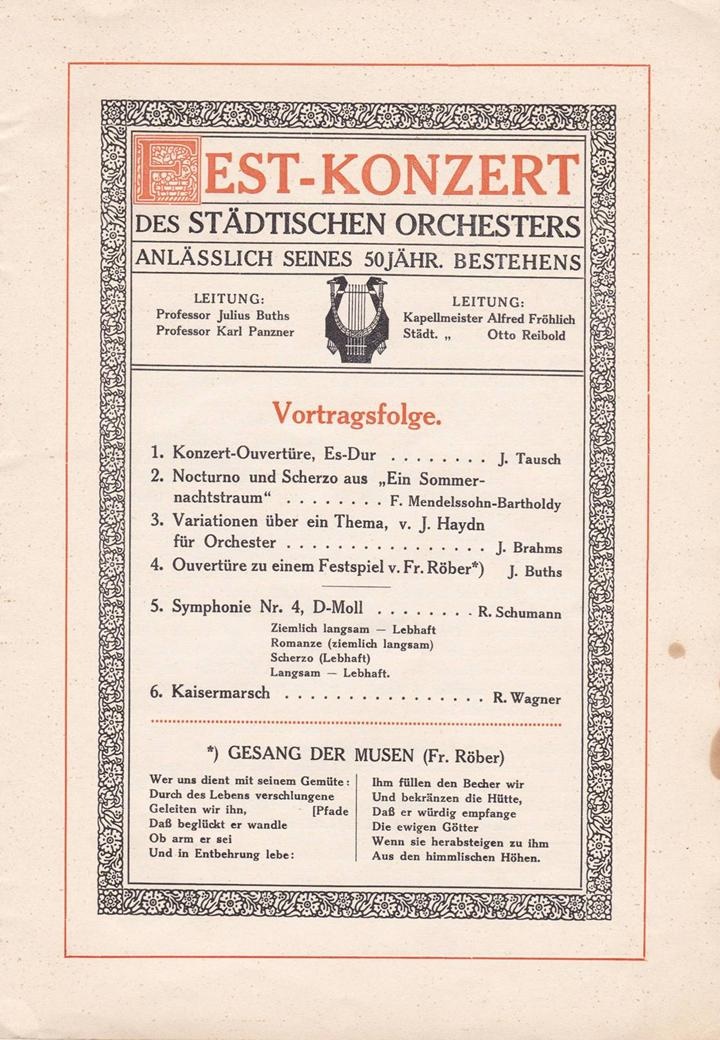 FEST-KONZERT
DES STÄDTISCHEN ORCHESTERS
ANLÄSSLICH SEINES 50JÄHR. BESTEHENS
LEITUNG:
Professor Julius Buths
Professor Karl Panzner
LEITUNG:
Kapellmeister Alfred Fröhlich
Städt. „ Otto Reibold
Vortragsfolge.
1. Konzert-Ouvertüre, Es-Dur . . . . . . . . J. Tausch
2. Nocturno und Scherzo aus „Ein Sommer-
nachtstraum“ . . . . . . . . F. Mendelssohn-Bartholdy
3. Variationen über ein Thema, v. J. Haydn
für Orchester . . . . . . . . . . . . . . . . . J. Brahms
4. Ouvertüre zu einem Festspiel v. Fr. Röber*) J. Buths
5. Symphonie Nr. 4, D-Moll . . . . . . . . R. Schumann
Ziemlich langsam — Lebhaft
Romanze (ziemlich langsam)
Scherzo (Lebhaft)
Langsam — Lebhaft.
6. Kaisermarsch . . . . . . . . . . . . . . . . . R. Wagner
*) GESANG DER MUSEN (Fr. Röber)
Wer uns dient mit seinem Gemüte:
Durch des Lebens verschlungene
Geleiten wir ihn, [Pfade
Daß beglückt er wandle
Ob arm er sei
Und in Entbehrung lebe:
Ihm füllen den Becher wir
Und bekränzen die Hütte,
Daß er würdig empfange
Die ewigen Götter
Wenn sie herabsteigen zu ihm
Aus den himmlischen Höhen.